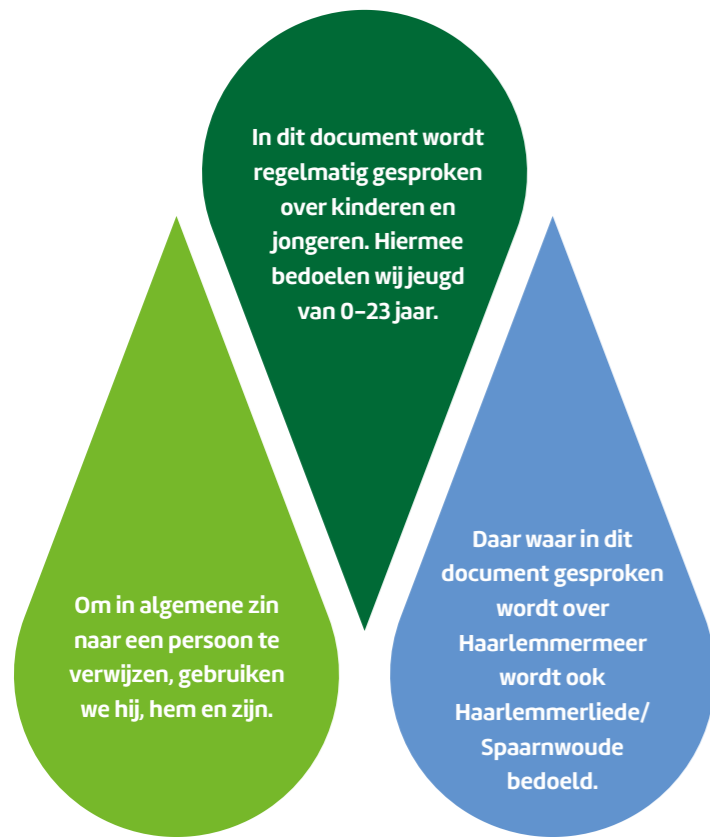 In dit document wordt
regelmatig gesproken
over kinderen en
jongeren. Hiermee
bedoelen wij jeugd
van 0–23 jaar.
Om in algemene zin
naar een persoon te
verwijzen, gebruiken
we hij, hem en zijn.
Daar waar in dit
document gesproken
wordt over
Haarlemmermeer
wordt ook
Haarlemmerliede/
Spaarnwoude
bedoeld.